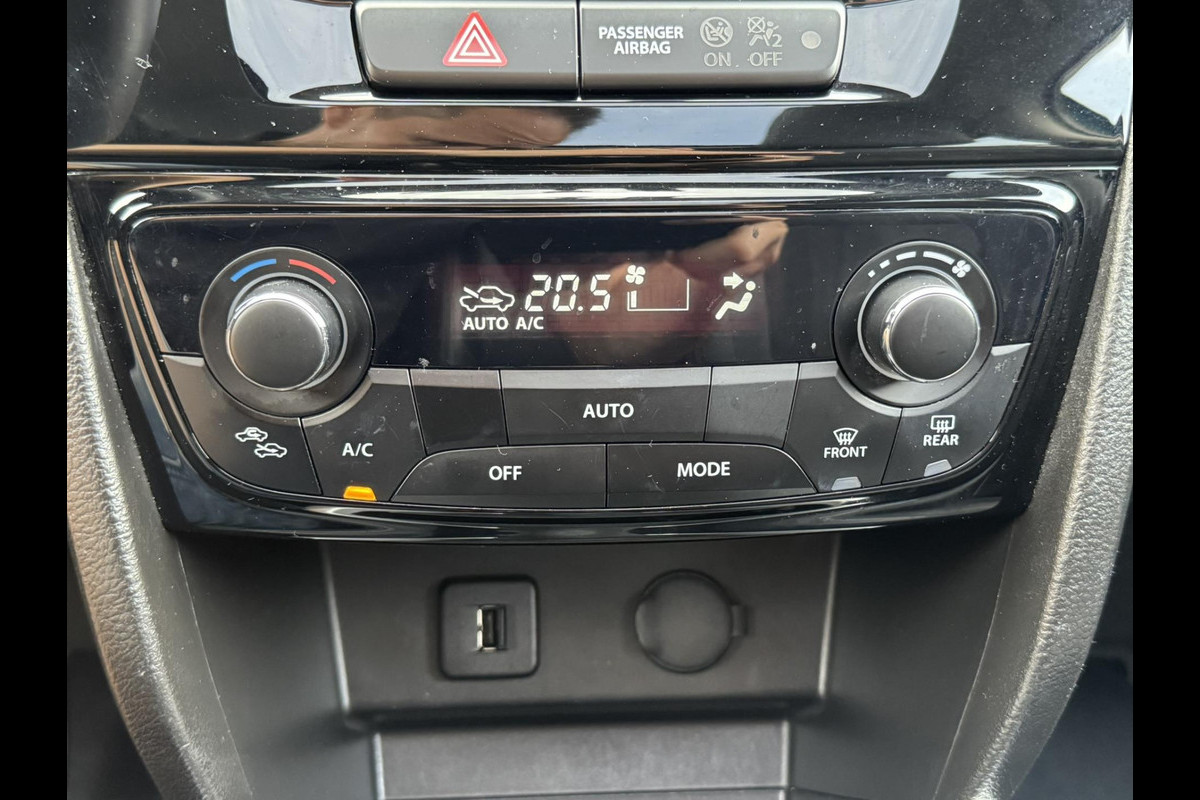 PASSENGER
AIRBAG
ON OFF
2
20.5
AUTO A/C
AUTO
A/C
OFF
MODE
FRONT
REAR